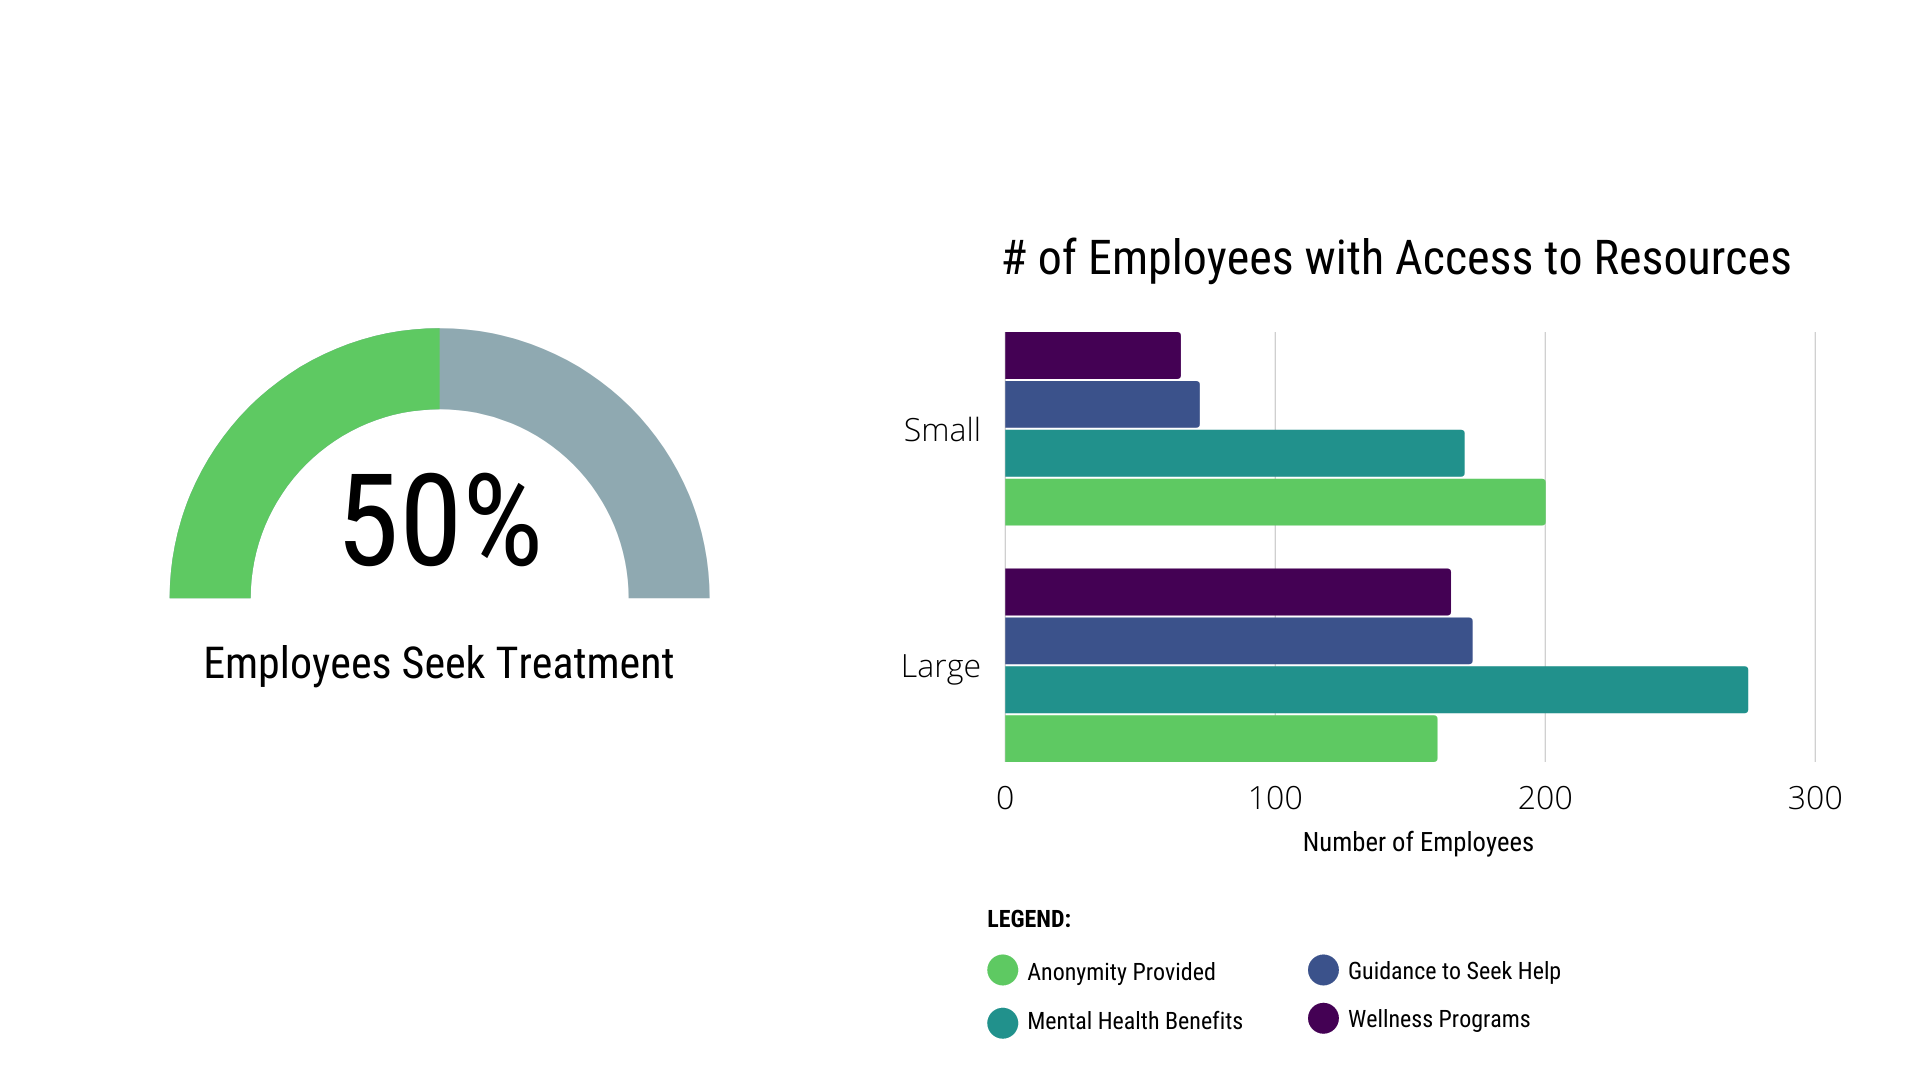 50%
Employees Seek Treatment
# of Employees with Access to Resources
Small
Large
0 100 200 300
Number of Employees
LEGEND:
Anonymity Provided
Guidance to Seek Help
Mental Health Benefits
Wellness Programs